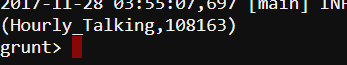 2017-11-28 03:55:07,697 [main] INF
(Hourly_Talking,108163)
grunt>